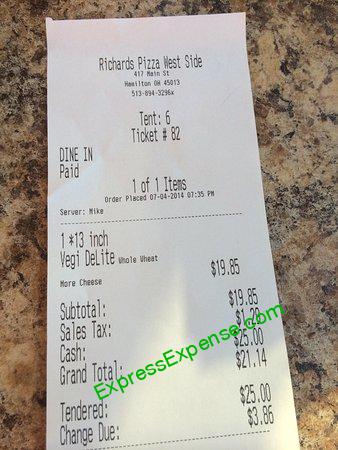 Richards Pizza West Side
417 Main St
Hamilton OH 45013
513-894-3296x
Tent: 6
Ticket # 82
DINE IN
Paid
1 of 1 Items
Order Placed 07-04-2014 07:35 PM
Server: Mike
1 *13 inch
Vegi DeLite Whole Wheat $19.85
More Cheese
Subtotal: $19.85
Sales Tax: $1.29
Cash: $25.00
Grand Total: $21.14
Tendered: $25.00
Change Due: $3.86
ExpressExpense.com